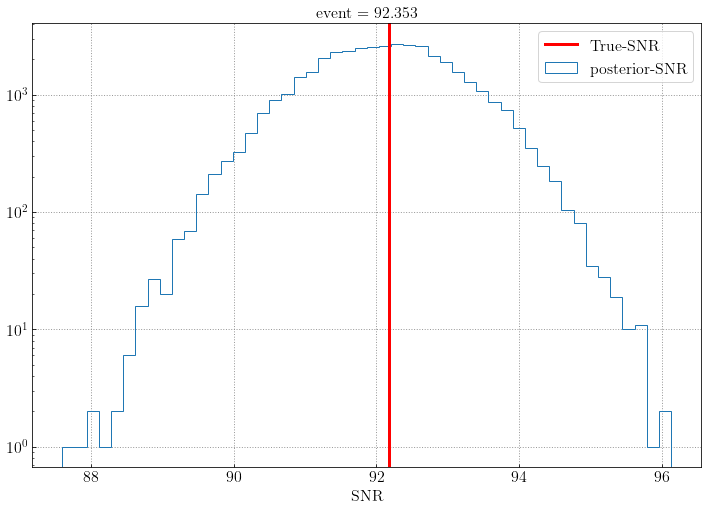 event = 92.353
True-SNR
posterior-SNR
10³
10²
10¹
10⁰
88 90 92 94 96
SNR